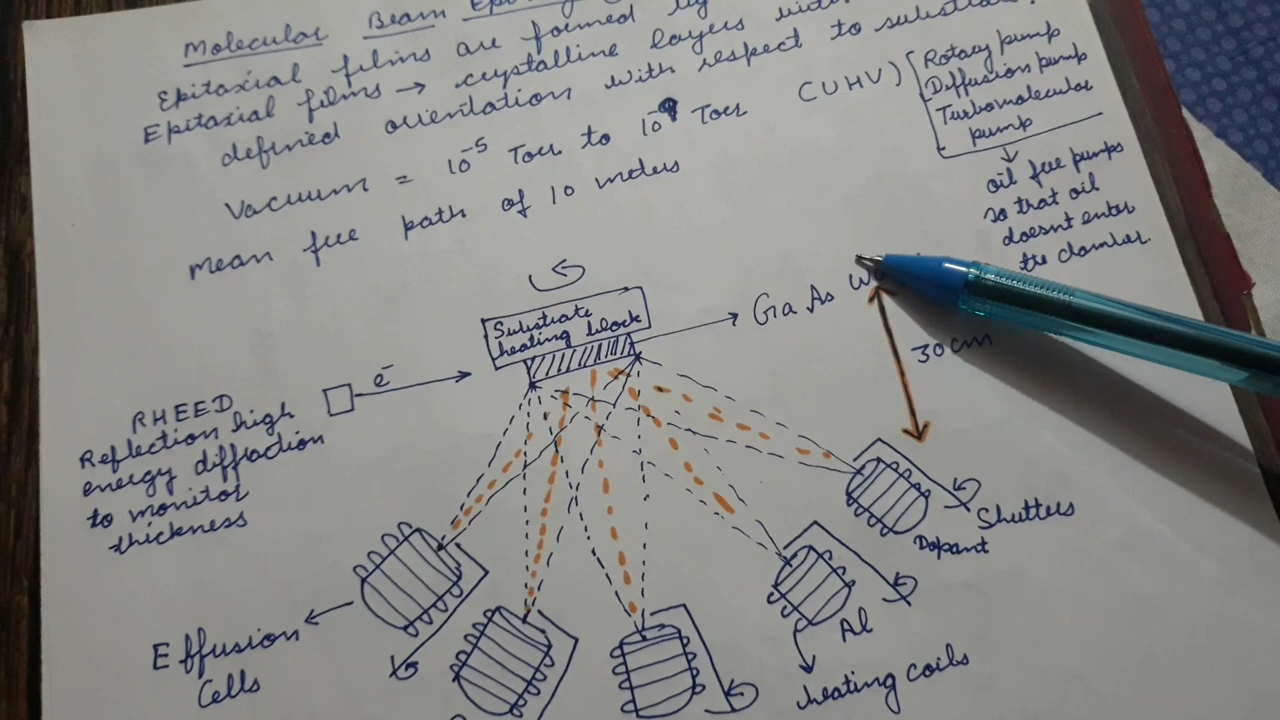 Molecular Beam
Epitaxial films are formed
Epitaxial films → crystalline layers
defined orientation with respect to substrate.
Vacuum = 10⁻⁵ Torr to 10⁻⁹ Torr (UHV)
Rotary pump
Diffusion pump
Turbomolecular
pump
oil free pumps
so that oil
doesnt enter
the chamber.
mean free path of 10 meters
Substrate
heating block
Ga As
30cm
e⁻
RHEED
Reflection high
energy diffraction
to monitor
thickness
Shutters
Dopant
Al
heating coils
Effusion
Cells